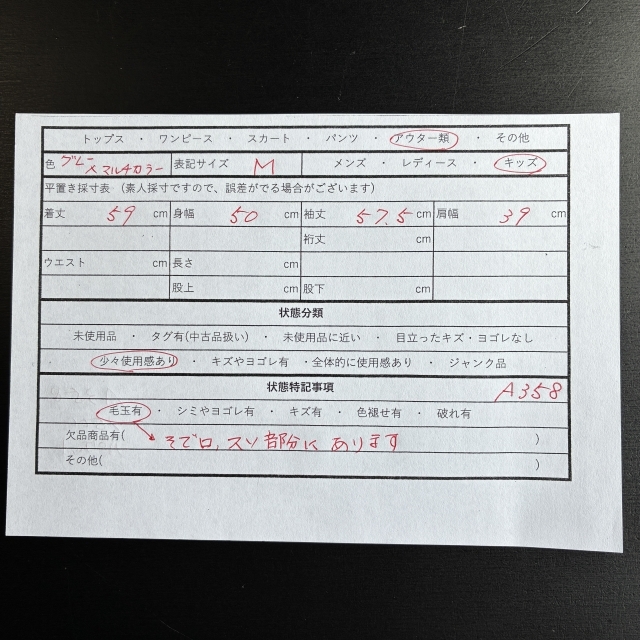 トップス ・ ワンピース ・ スカート ・ パンツ ・ アウター類 ・ その他
色 グレー×マルチカラー 表記サイズ M メンズ ・ レディース ・ キッズ
平置き採寸表 (素人採寸ですので、誤差がでる場合がございます)
着丈 59 cm 身幅 50 cm 袖丈 57.5 cm 肩幅 39 cm
裄丈 cm
ウエスト cm 長さ cm cm
股上 cm 股下 cm
状態分類
未使用品 ・ タグ有(中古品扱い) ・ 未使用品に近い ・ 目立ったキズ・ヨゴレなし
少々使用感あり ・ キズやヨゴレ有 ・全体的に使用感あり ・ ジャンク品
状態特記事項 A358
毛玉有 ・ シミやヨゴレ有 ・ キズ有 ・ 色褪せ有 ・ 破れ有
欠品商品有( そで口,スソ部分にあります )
その他( )